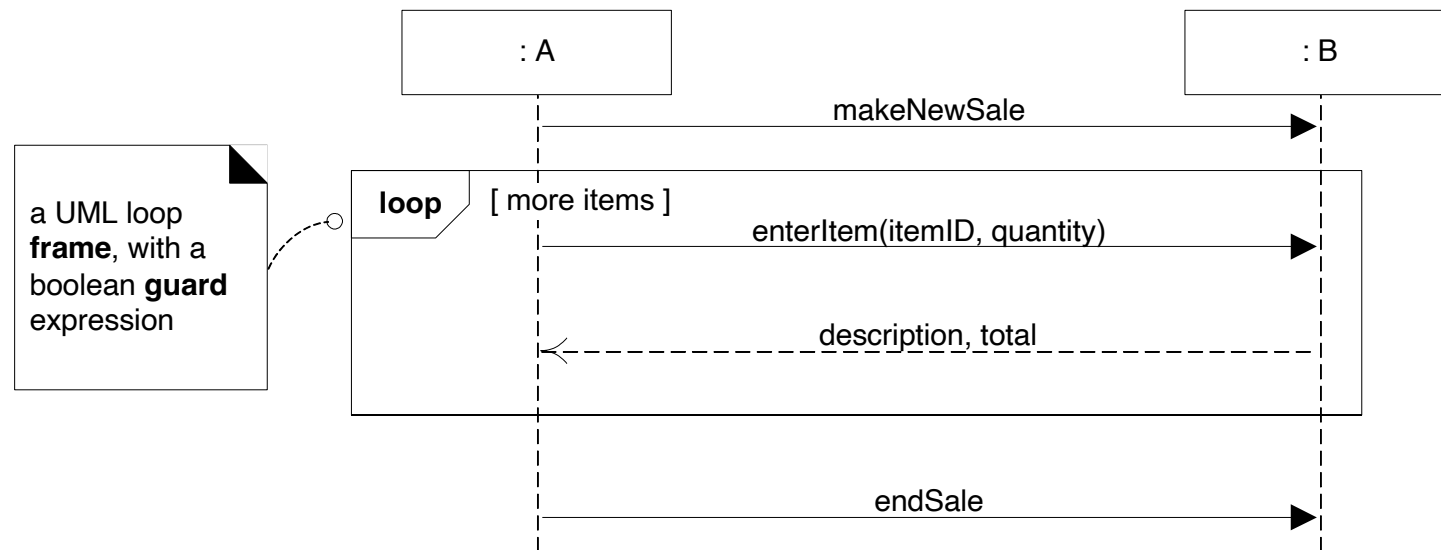 : A
: B
makeNewSale
a UML loop
frame, with a
boolean guard
expression
loop
[ more items ]
enterItem(itemID, quantity)
description, total
endSale